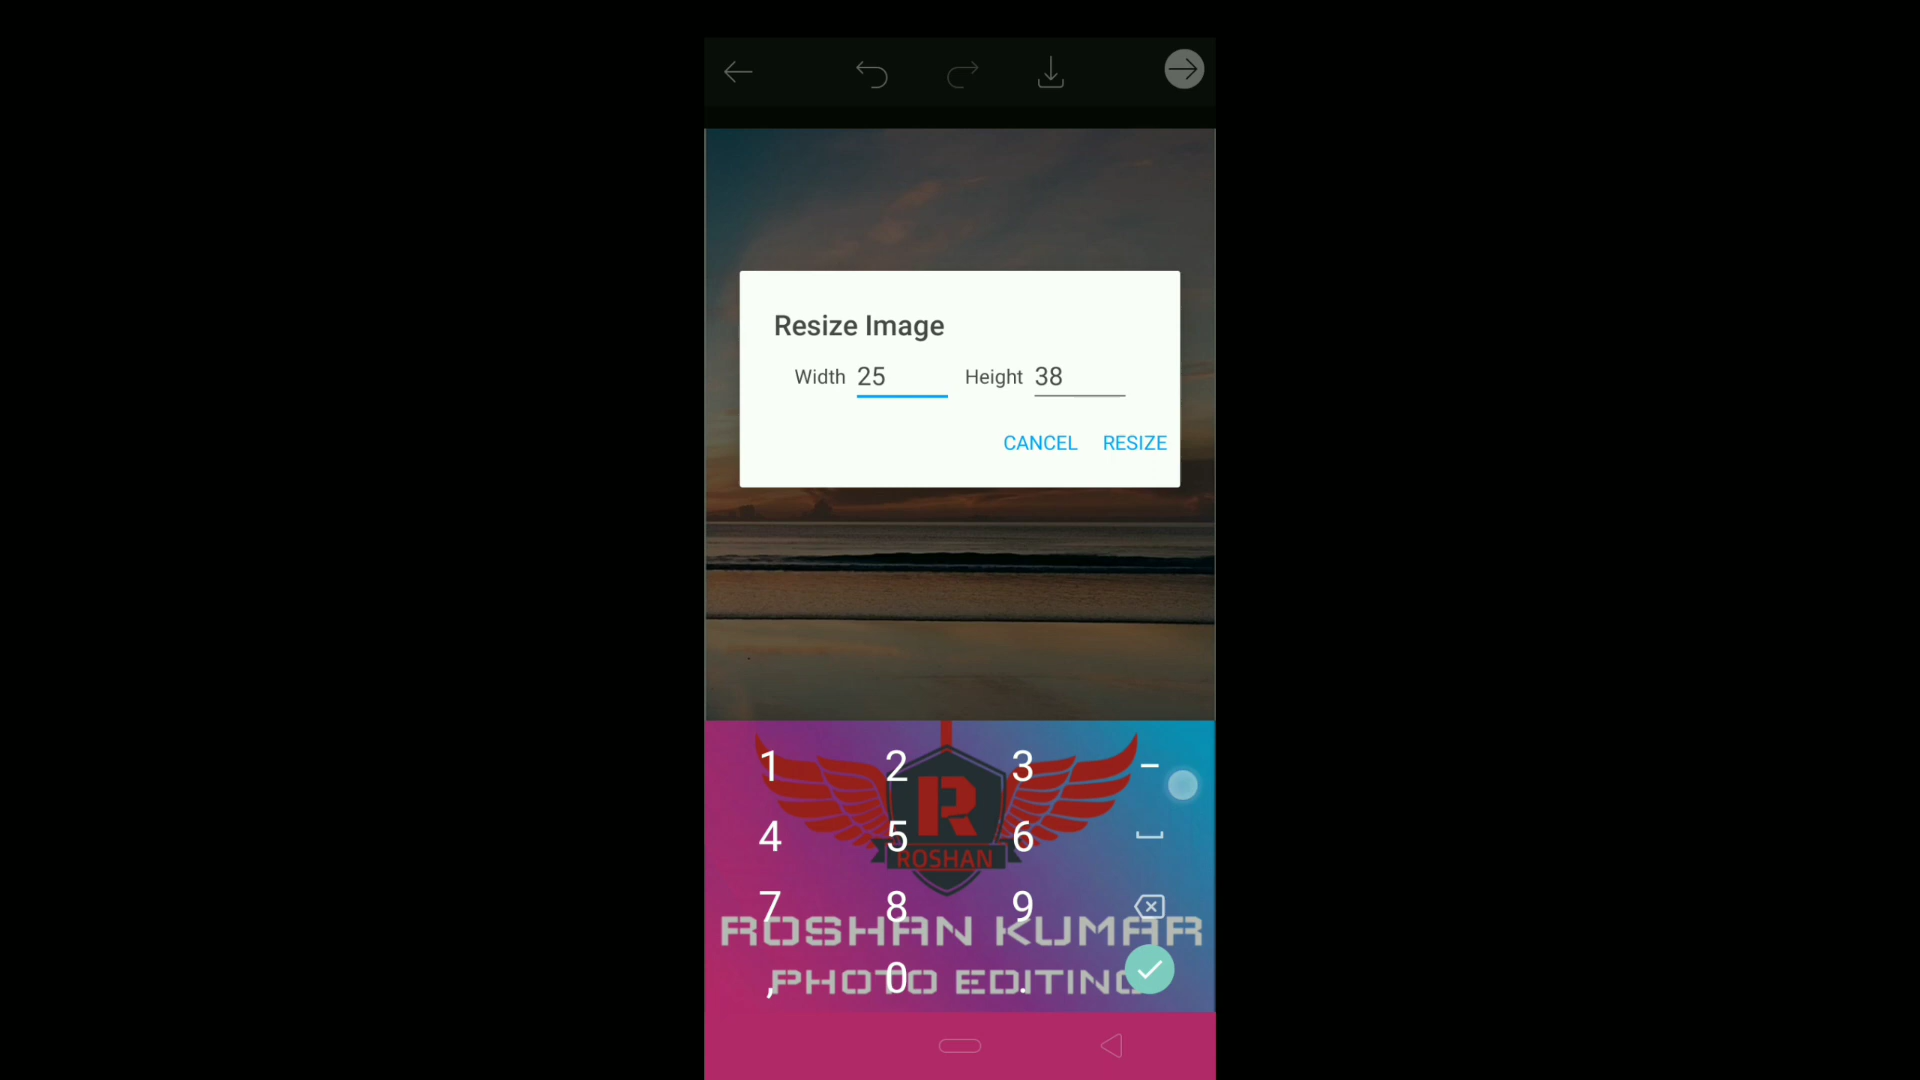 Resize Image
Width 25 Height 38
CANCEL RESIZE
1 2 3 -
4 5 6
R
ROSHAN
7 8 9
ROSHAN KUMAR
, 0 .
PHOTO EDITING